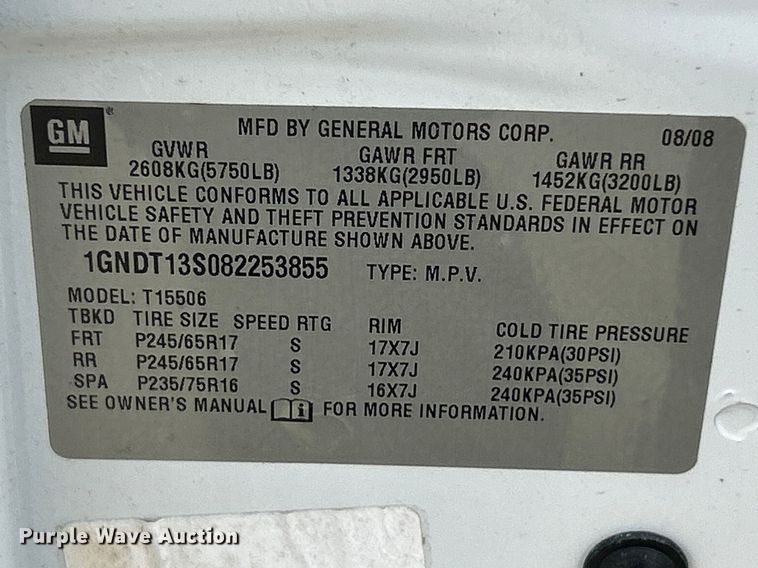 GM
MFD BY GENERAL MOTORS CORP. 08/08
GVWR GAWR FRT GAWR RR
2608KG(5750LB) 1338KG(2950LB) 1452KG(3200LB)
THIS VEHICLE CONFORMS TO ALL APPLICABLE U.S. FEDERAL MOTOR
VEHICLE SAFETY AND THEFT PREVENTION STANDARDS IN EFFECT ON
THE DATE OF MANUFACTURE SHOWN ABOVE.
1GNDT13S082253855 TYPE: M.P.V.
MODEL: T15506
TBKD TIRE SIZE SPEED RTG RIM COLD TIRE PRESSURE
FRT P245/65R17 S 17X7J 210KPA(30PSI)
RR P245/65R17 S 17X7J 240KPA(35PSI)
SPA P235/75R16 S 16X7J 240KPA(35PSI)
SEE OWNER'S MANUAL i FOR MORE INFORMATION.
Purple Wave Auction